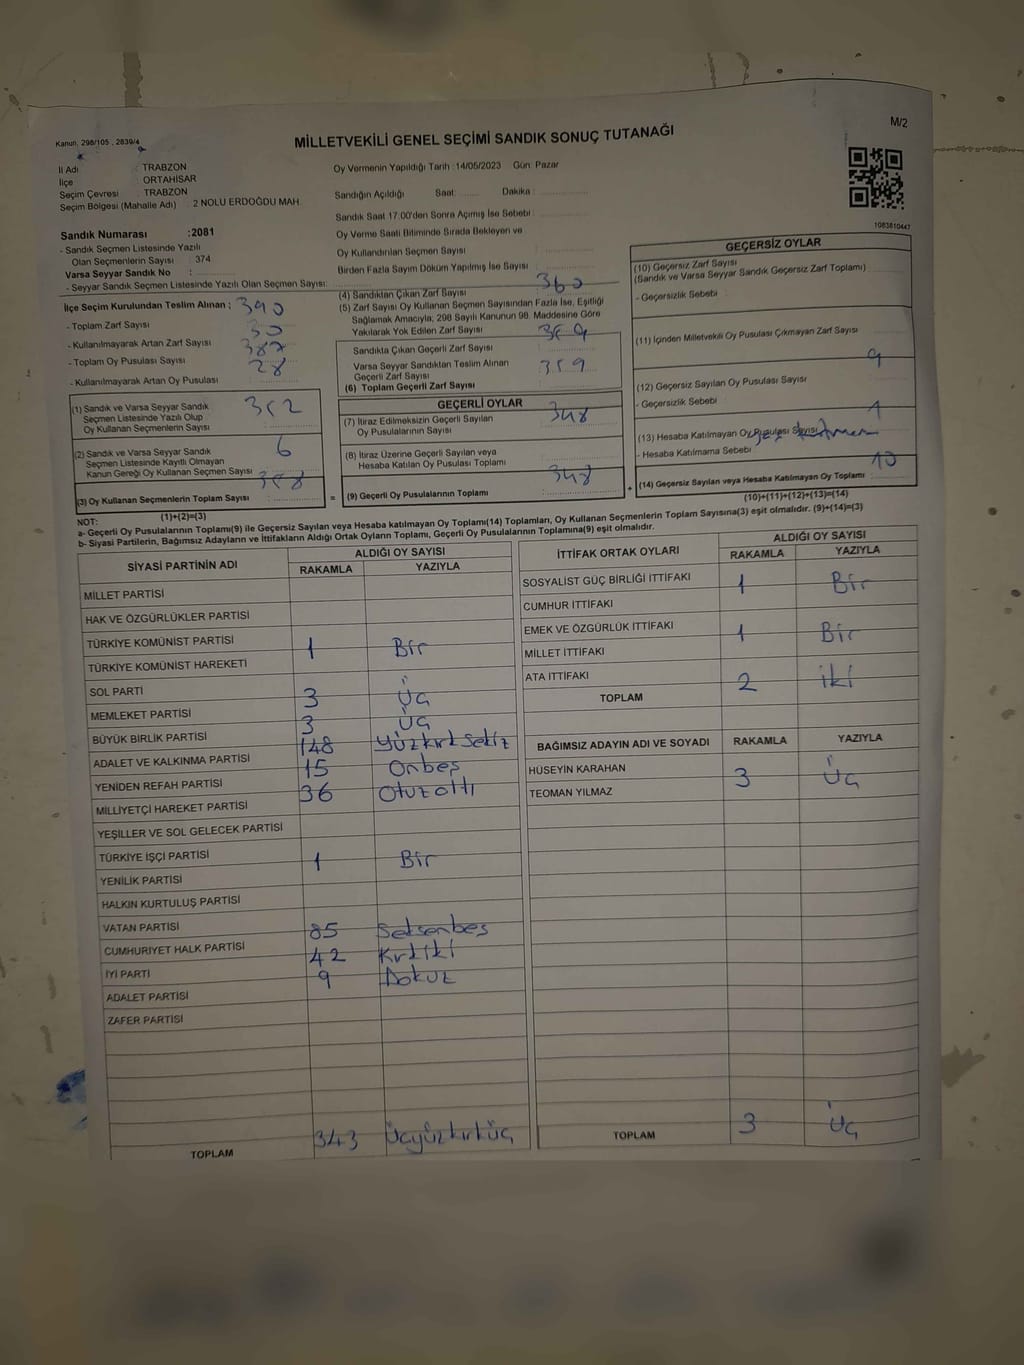 Kanun, 298/105 , 2839/4
M/2
MİLLETVEKİLİ GENEL SEÇİMİ SANDIK SONUÇ TUTANAĞI
İl Adı : TRABZON
İlçe : ORTAHİSAR
Seçim Çevresi : TRABZON
Seçim Bölgesi (Mahalle Adı) : 2 NOLU ERDOĞDU MAH.
Oy Vermenin Yapıldığı Tarih :14/05/2023 Gün: Pazar
Sandığın Açıldığı Saat: Dakika :
Sandık Saat 17:00'den Sonra Açılmış İse Sebebi :
Oy Verme Saati Bitiminde Sırada Bekleyen ve
Oy Kullandırılan Seçmen Sayısı
Birden Fazla Sayım Döküm Yapılmış İse Sayısı
1083810447
Sandık Numarası :2081
- Sandık Seçmen Listesinde Yazılı
Olan Seçmenlerin Sayısı : 374
Varsa Seyyar Sandık No :
- Seyyar Sandık Seçmen Listesinde Yazılı Olan Seçmen Sayısı:
İlçe Seçim Kurulundan Teslim Alınan :
- Toplam Zarf Sayısı 390
- Kullanılmayarak Artan Zarf Sayısı 30
- Toplam Oy Pusulası Sayısı 387
- Kullanılmayarak Artan Oy Pusulası 28
(1) Sandık ve Varsa Seyyar Sandık
Seçmen Listesinde Yazılı Olup
Oy Kullanan Seçmenlerin Sayısı 352
(2) Sandık ve Varsa Seyyar Sandık
Seçmen Listesinde Kayıtlı Olmayan
Kanun Gereği Oy Kullanan Seçmen Sayısı 6
(3) Oy Kullanan Seçmenlerin Toplam Sayısı : 358
(1)+(2)=(3)
(4) Sandıktan Çıkan Zarf Sayısı 360
(5) Zarf Sayısı Oy Kullanan Seçmen Sayısından Fazla İse, Eşitliği
Sağlamak Amacıyla; 298 Sayılı Kanunun 98. Maddesine Göre
Yakılarak Yok Edilen Zarf Sayısı
Sandıkta Çıkan Geçerli Zarf Sayısı 359
Varsa Seyyar Sandıktan Teslim Alınan
Geçerli Zarf Sayısı
(6) Toplam Geçerli Zarf Sayısı 359
=
GEÇERLİ OYLAR
(7) İtiraz Edilmeksizin Geçerli Sayılan
Oy Pusulalarının Sayısı 348
(8) İtiraz Üzerine Geçerli Sayılan veya
Hesaba Katılan Oy Pusulası Toplamı
(9) Geçerli Oy Pusulalarının Toplamı : 348
+
GEÇERSİZ OYLAR
(10) Geçersiz Zarf Sayısı
(Sandık ve Varsa Seyyar Sandık Geçersiz Zarf Toplamı)
- Geçersizlik Sebebi :
(11) İçinden Milletvekili Oy Pusulası Çıkmayan Zarf Sayısı
(12) Geçersiz Sayılan Oy Pusulası Sayısı 9
- Geçersizlik Sebebi :
(13) Hesaba Katılmayan Oy Pusulası Sayısı 1
- Hesaba Katılmama Sebebi
(14) Geçersiz Sayılan veya Hesaba Katılmayan Oy Toplamı : 10
(10)+(11)+(12)+(13)=(14)
NOT:
a- Geçerli Oy Pusulalarının Toplamı(9) ile Geçersiz Sayılan veya Hesaba katılmayan Oy Toplamı(14) Toplamları, Oy Kullanan Seçmenlerin Toplam Sayısına(3) eşit olmalıdır. (9)+(14)=(3)
b- Siyasi Partilerin, Bağımsız Adayların ve İttifakların Aldığı Ortak Oyların Toplamı, Geçerli Oy Pusulalarının Toplamına(9) eşit olmalıdır.
SİYASİ PARTİNİN ADI ALDIĞI OY SAYISI
RAKAMLA YAZIYLA
MİLLET PARTİSİ
HAK VE ÖZGÜRLÜKLER PARTİSİ
TÜRKİYE KOMÜNİST PARTİSİ 1 Bir
TÜRKİYE KOMÜNİST HAREKETİ
SOL PARTİ
MEMLEKET PARTİSİ 3 Üç
BÜYÜK BİRLİK PARTİSİ 3 Üç
ADALET VE KALKINMA PARTİSİ 148 Yüzkırk Sekiz
YENİDEN REFAH PARTİSİ 15 Onbeş
MİLLİYETÇİ HAREKET PARTİSİ 36 Otuzaltı
YEŞİLLER VE SOL GELECEK PARTİSİ
TÜRKİYE İŞÇİ PARTİSİ 1 Bir
YENİLİK PARTİSİ
HALKIN KURTULUŞ PARTİSİ
VATAN PARTİSİ
CUMHURİYET HALK PARTİSİ 85 Seksenbeş
İYİ PARTİ 42 Kırkiki
ADALET PARTİSİ 9 Dokuz
ZAFER PARTİSİ
TOPLAM 343 Üçyüzkırküç
İTTİFAK ORTAK OYLARI ALDIĞI OY SAYISI
RAKAMLA YAZIYLA
SOSYALİST GÜÇ BİRLİĞİ İTTİFAKI 1 Bir
CUMHUR İTTİFAKI
EMEK VE ÖZGÜRLÜK İTTİFAKI 1 Bir
MİLLET İTTİFAKI
ATA İTTİFAKI
TOPLAM 2 iki
BAĞIMSIZ ADAYIN ADI VE SOYADI RAKAMLA YAZIYLA
HÜSEYİN KARAHAN 3 Üç
TEOMAN YILMAZ
TOPLAM 3 Üç